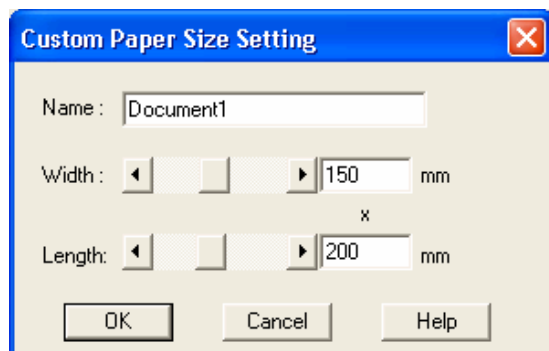 Custom Paper Size Setting
Name : Document1
Width : 150 mm
x
Length: 200 mm
OK Cancel Help